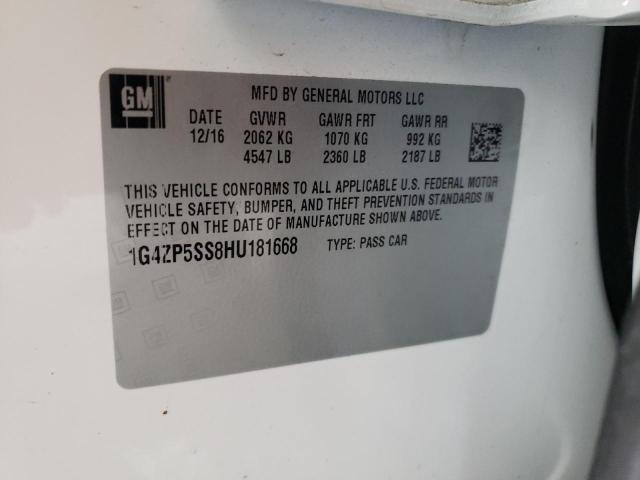 GM
MFD BY GENERAL MOTORS LLC
DATE GVWR GAWR FRT GAWR RR
12/16 2062 KG 1070 KG 992 KG
4547 LB 2360 LB 2187 LB
THIS VEHICLE CONFORMS TO ALL APPLICABLE U.S. FEDERAL MOTOR
VEHICLE SAFETY, BUMPER, AND THEFT PREVENTION STANDARDS IN
EFFECT ON THE DATE OF MANUFACTURE SHOWN ABOVE.
1G4ZP5SS8HU181668 TYPE: PASS CAR